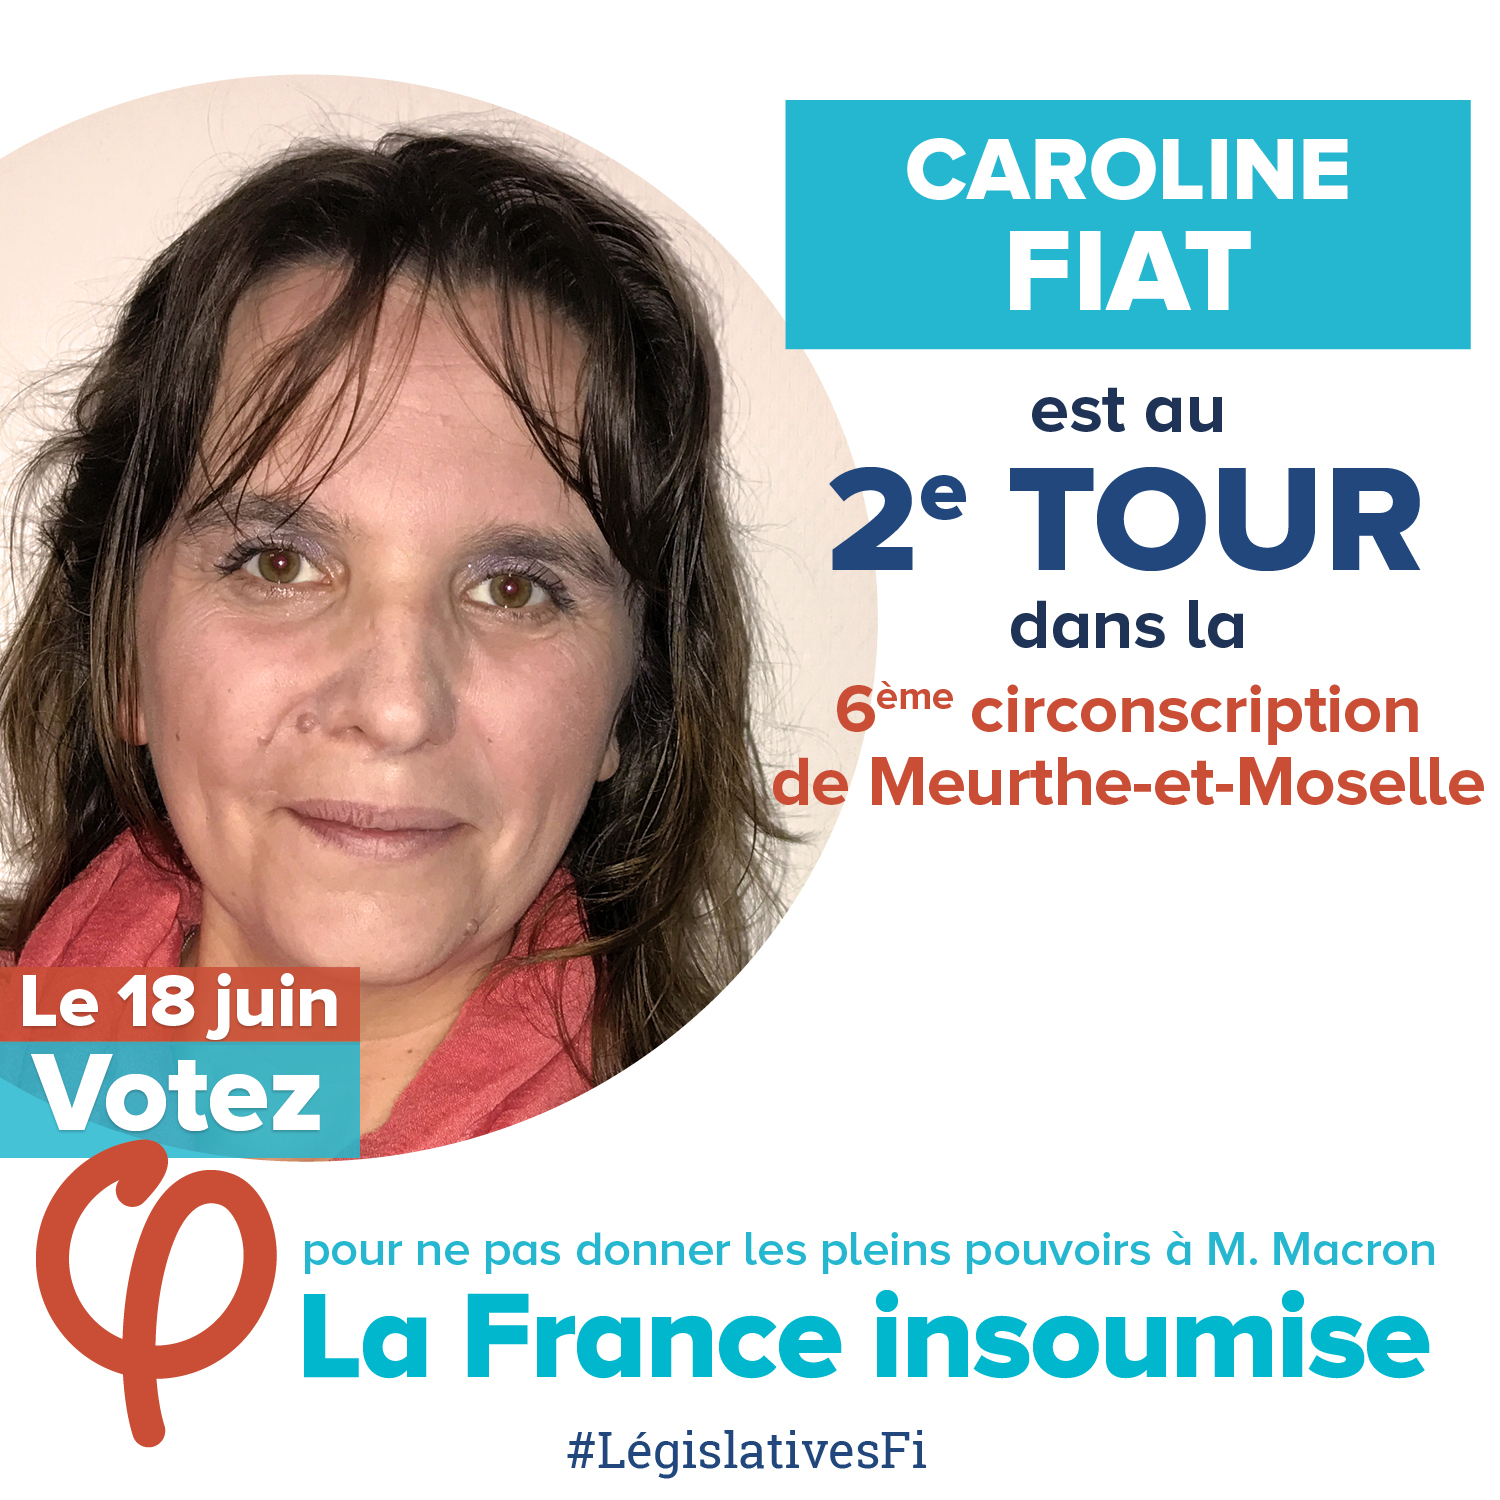 CAROLINE
FIAT
est au
2e TOUR
dans la
6ème circonscription
de Meurthe-et-Moselle
Le 18 juin
Votez
pour ne pas donner les pleins pouvoirs à M. Macron
La France insoumise
#LégislativesFi